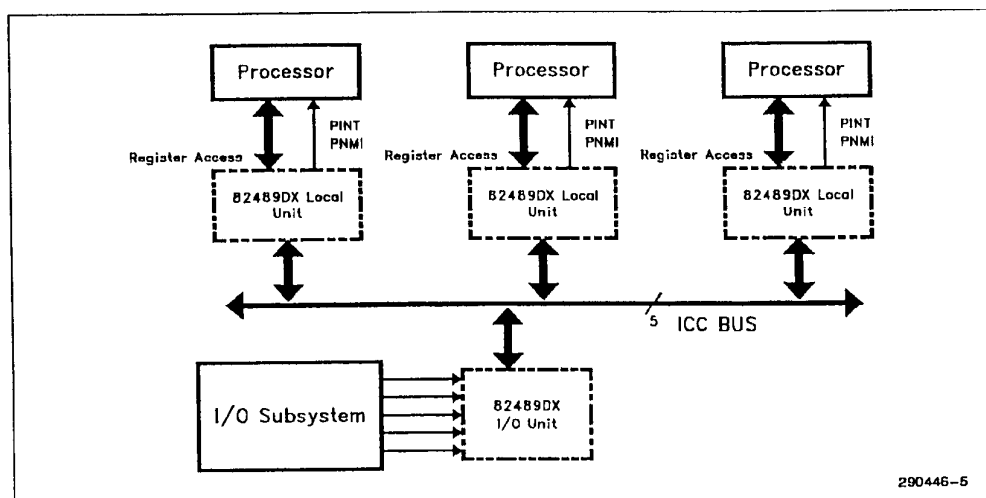 Processor
Processor
Processor
PINT
PNMI
Register Access
PINT
PNMI
Register Access
PINT
PNMI
Register Access
82489DX Local
Unit
82489DX Local
Unit
82489DX Local
Unit
5
ICC BUS
I/O Subsystem
82489DX
I/O Unit
290446-5